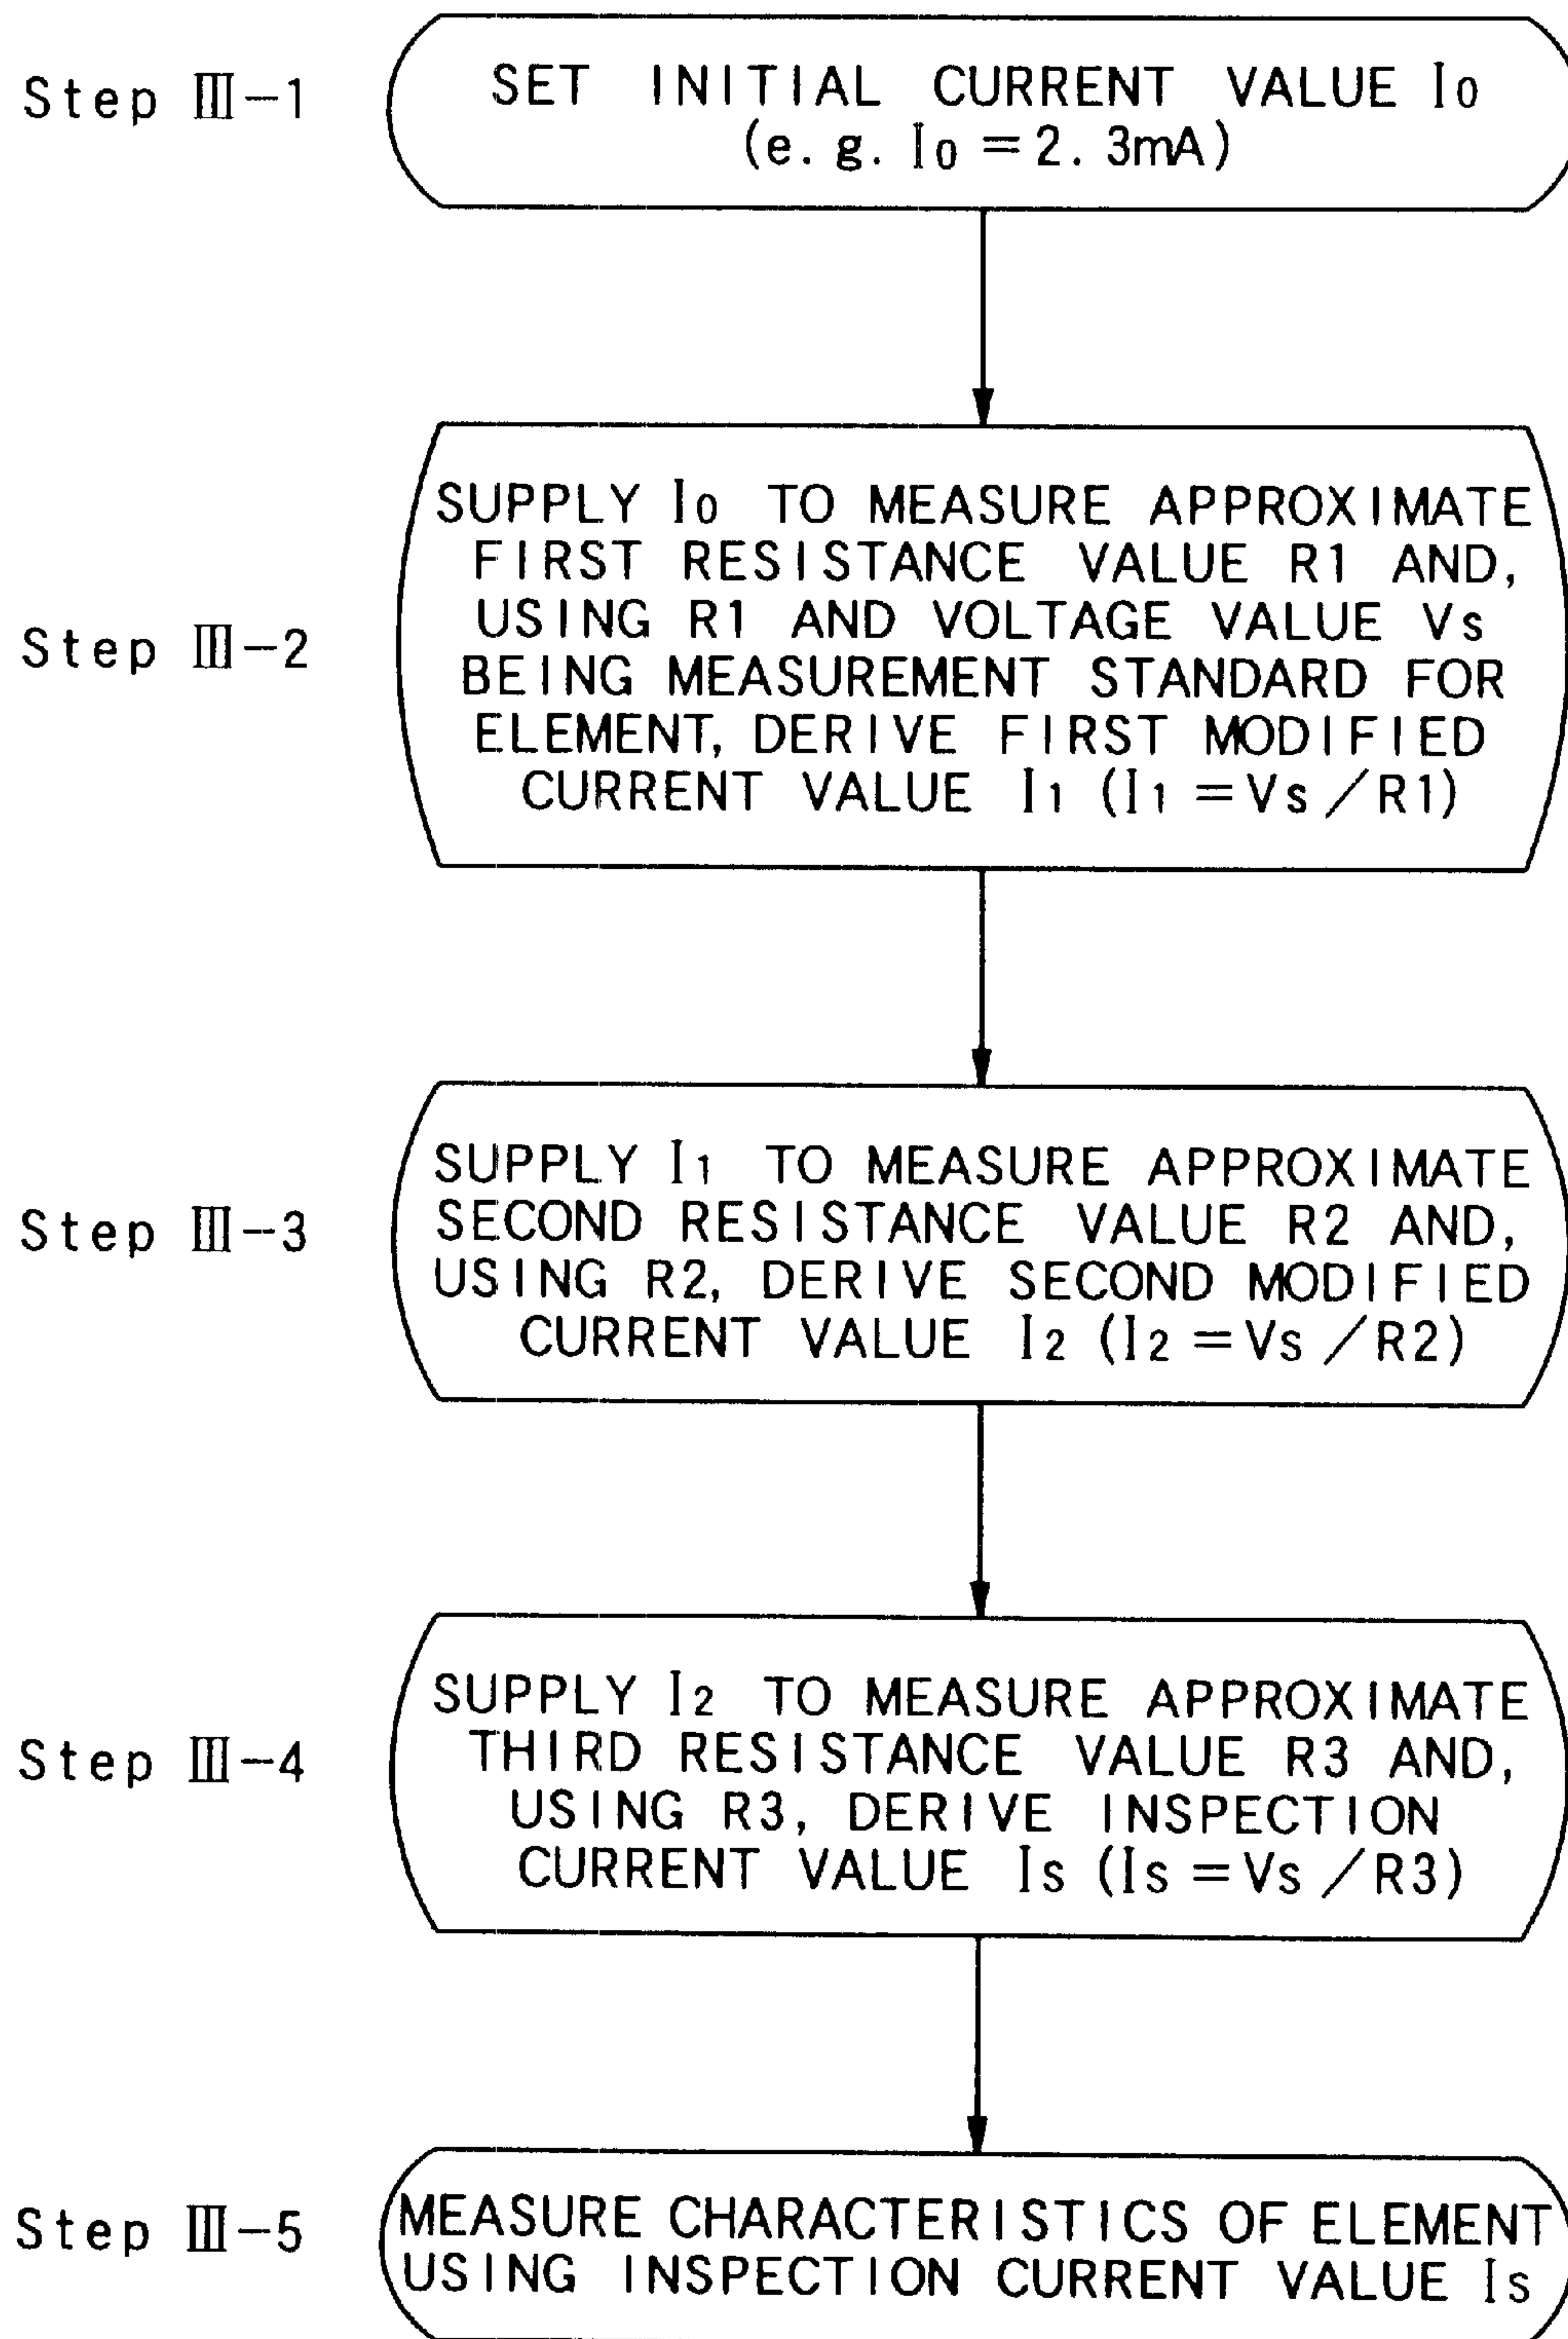 Step Ⅲ-1
SET INITIAL CURRENT VALUE I0
(e.g. I0=2.3mA)
Step Ⅲ-2
SUPPLY I0 TO MEASURE APPROXIMATE
FIRST RESISTANCE VALUE R1 AND,
USING R1 AND VOLTAGE VALUE Vs
BEING MEASUREMENT STANDARD FOR
ELEMENT, DERIVE FIRST MODIFIED
CURRENT VALUE I1 (I1=Vs/R1)
Step Ⅲ-3
SUPPLY I1 TO MEASURE APPROXIMATE
SECOND RESISTANCE VALUE R2 AND,
USING R2, DERIVE SECOND MODIFIED
CURRENT VALUE I2 (I2=Vs/R2)
Step Ⅲ-4
SUPPLY I2 TO MEASURE APPROXIMATE
THIRD RESISTANCE VALUE R3 AND,
USING R3, DERIVE INSPECTION
CURRENT VALUE Is (Is=Vs/R3)
Step Ⅲ-5
MEASURE CHARACTERISTICS OF ELEMENT
USING INSPECTION CURRENT VALUE Is